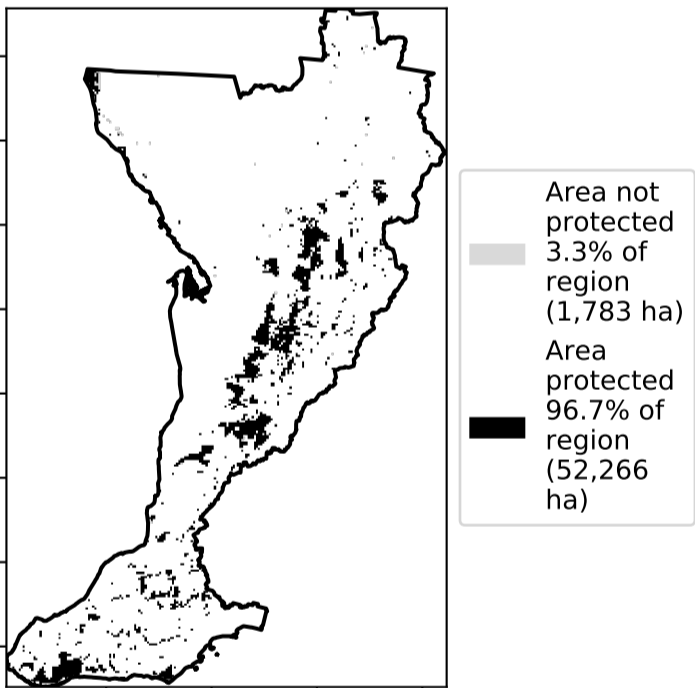 Area not
protected
3.3% of
region
(1,783 ha)
Area
protected
96.7% of
region
(52,266
ha)